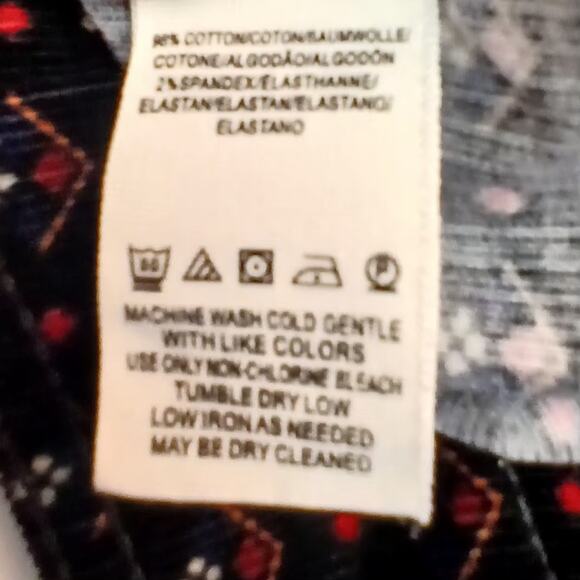 98% COTTON/COTON/BAUMWOLLE/
COTONE/ALGODÃO/ALGODÓN
2%SPANDEX/ELASTHANNE/
ELASTAN/ELASTAN/ELASTANO/
ELASTANO
P
MACHINE WASH COLD GENTLE
WITH LIKE COLORS
USE ONLY NON-CHLORINE BLEACH
TUMBLE DRY LOW
LOW IRON AS NEEDED
MAY BE DRY CLEANED